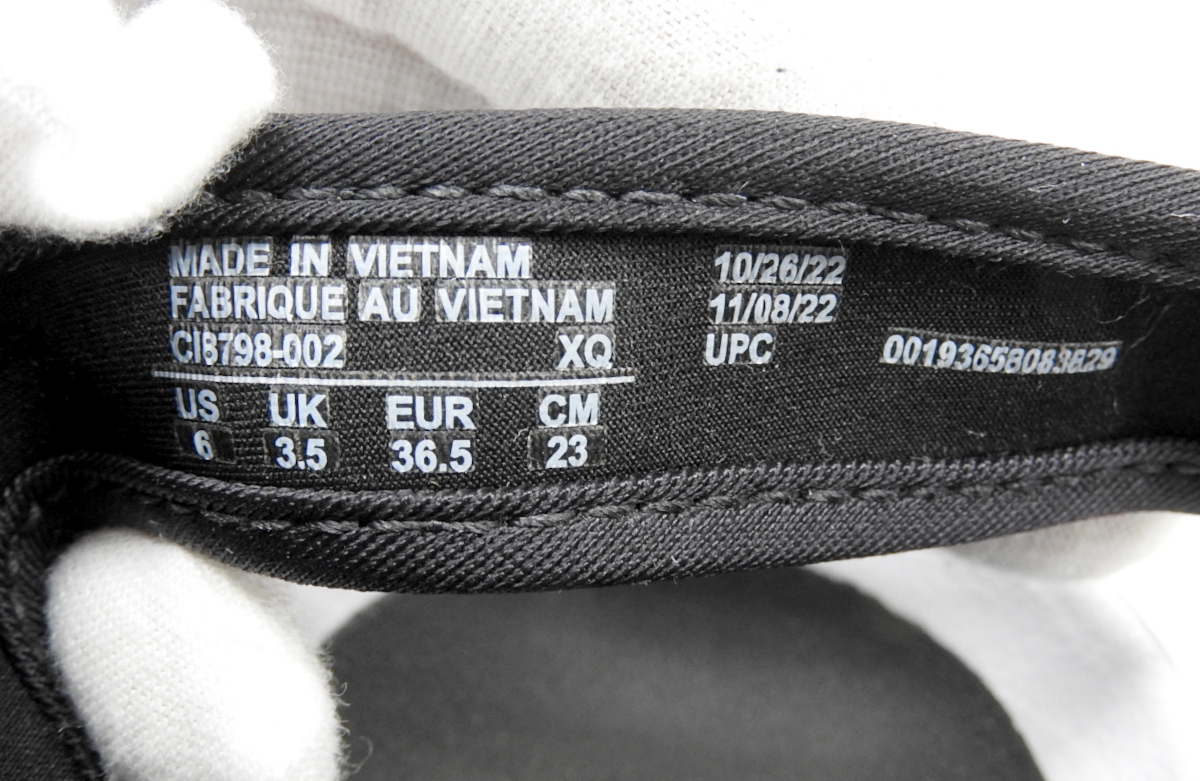 MADE IN VIETNAM
FABRIQUE AU VIETNAM
CI8798-002 XQ
US UK EUR CM
6 3.5 36.5 23
10/26/22
11/08/22
UPC 00193658083829